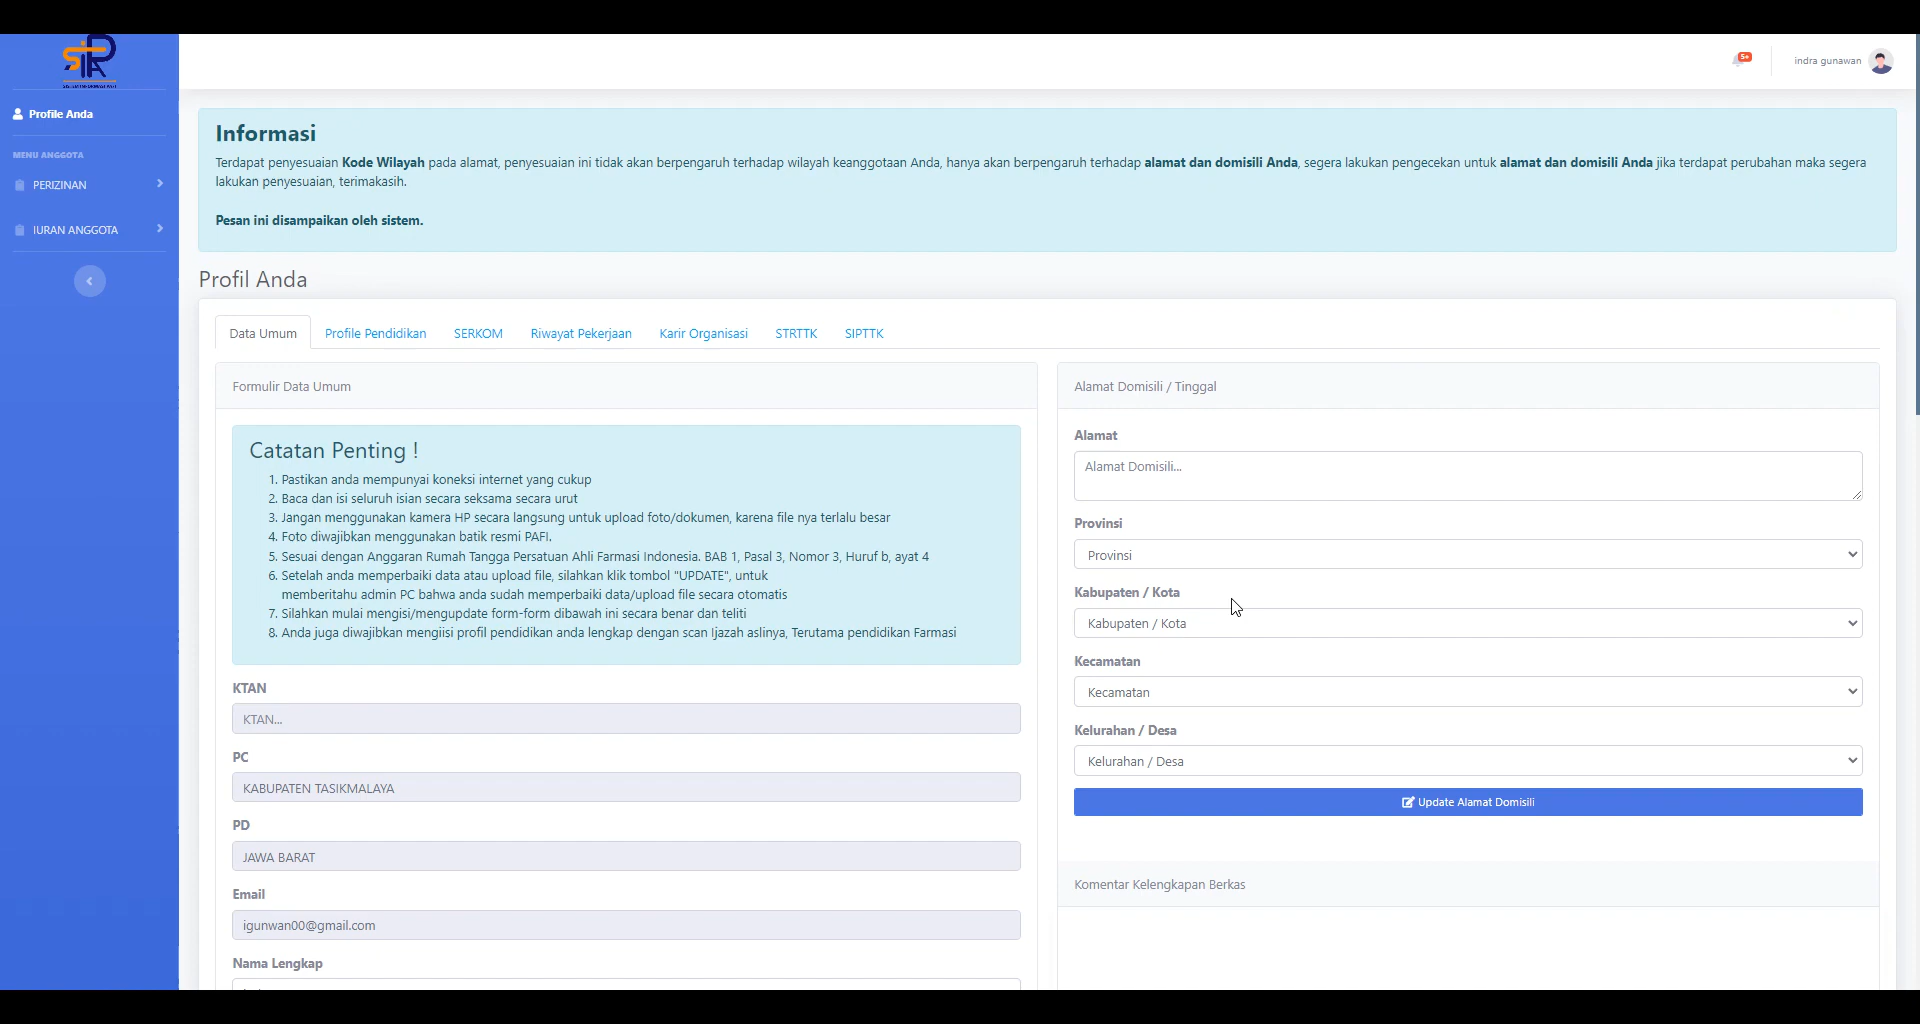 SIPA
5+
indra gunawan
Profile Anda
MENU ANGGOTA
PERIZINAN
IURAN ANGGOTA
Informasi
Terdapat penyesuaian Kode Wilayah pada alamat, penyesuaian ini tidak akan berpengaruh terhadap wilayah keanggotaan Anda, hanya akan berpengaruh terhadap alamat dan domisili Anda, segera lakukan pengecekan untuk alamat dan domisili Anda jika terdapat perubahan maka segera
lakukan penyesuaian, terimakasih.
Pesan ini disampaikan oleh sistem.
Profil Anda
Data Umum Profile Pendidikan SERKOM Riwayat Pekerjaan Karir Organisasi STRTTK SIPTTK
Formulir Data Umum
Catatan Penting !
1. Pastikan anda mempunyai koneksi internet yang cukup
2. Baca dan isi seluruh isian secara seksama secara urut
3. Jangan menggunakan kamera HP secara langsung untuk upload foto/dokumen, karena file nya terlalu besar
4. Foto diwajibkan menggunakan batik resmi PAFI.
5. Sesuai dengan Anggaran Rumah Tangga Persatuan Ahli Farmasi Indonesia. BAB 1, Pasal 3, Nomor 3, Huruf b, ayat 4
6. Setelah anda memperbaiki data atau upload file, silahkan klik tombol "UPDATE", untuk
memberitahu admin PC bahwa anda sudah memperbaiki data/upload file secara otomatis
7. Silahkan mulai mengisi/mengupdate form-form dibawah ini secara benar dan teliti
8. Anda juga diwajibkan mengiisi profil pendidikan anda lengkap dengan scan Ijazah aslinya, Terutama pendidikan Farmasi
KTAN
KTAN...
PC
KABUPATEN TASIKMALAYA
PD
JAWA BARAT
Email
igunwan00@gmail.com
Nama Lengkap
Alamat Domisili / Tinggal
Alamat
Alamat Domisili...
Provinsi
Provinsi
Kabupaten / Kota
Kabupaten / Kota
Kecamatan
Kecamatan
Kelurahan / Desa
Kelurahan / Desa
Update Alamat Domisili
Komentar Kelengkapan Berkas